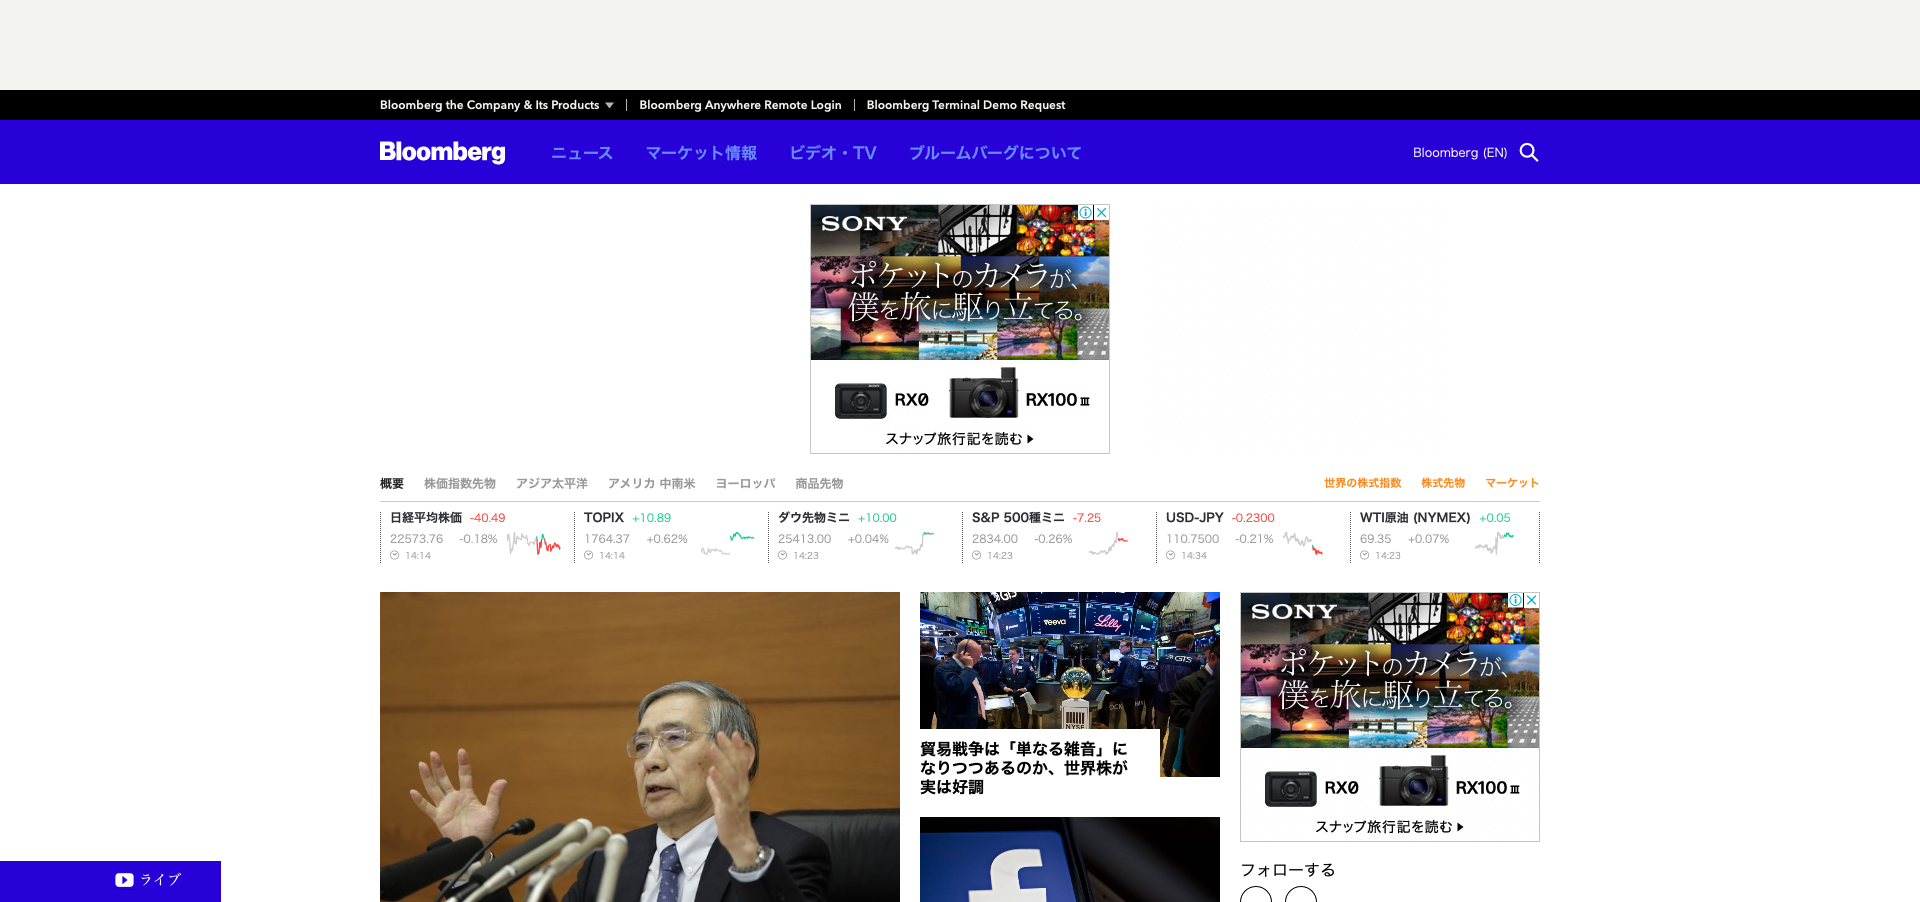 Bloomberg the Company & Its Products
Bloomberg Anywhere Remote Login
Bloomberg Terminal Demo Request
Bloomberg
ニュース
マーケット情報
ビデオ・TV
ブルームバーグについて
Bloomberg (EN)
SONY
ポケットのカメラが、
僕を旅に駆り立てる。
RX0
RX100 III
スナップ旅行記を読む
概要
株価指数先物
アジア太平洋
アメリカ 中南米
ヨーロッパ
商品先物
世界の株式指数
株式先物
マーケット
日経平均株価 -40.49
22573.76 -0.18%
14:14
TOPIX +10.89
1764.37 +0.62%
14:14
ダウ先物ミニ +10.00
25413.00 +0.04%
14:23
S&P 500種ミニ -7.25
2834.00 -0.26%
14:23
USD-JPY -0.2300
110.7500 -0.21%
14:34
WTI原油 (NYMEX) +0.05
69.35 +0.07%
14:23
Veeva
Lilly
GTS
NYSE
貿易戦争は「単なる雑音」に
なりつつあるのか、世界株が
実は好調
SONY
ポケットのカメラが、
僕を旅に駆り立てる。
RX0
RX100 III
スナップ旅行記を読む
フォローする
ライブ